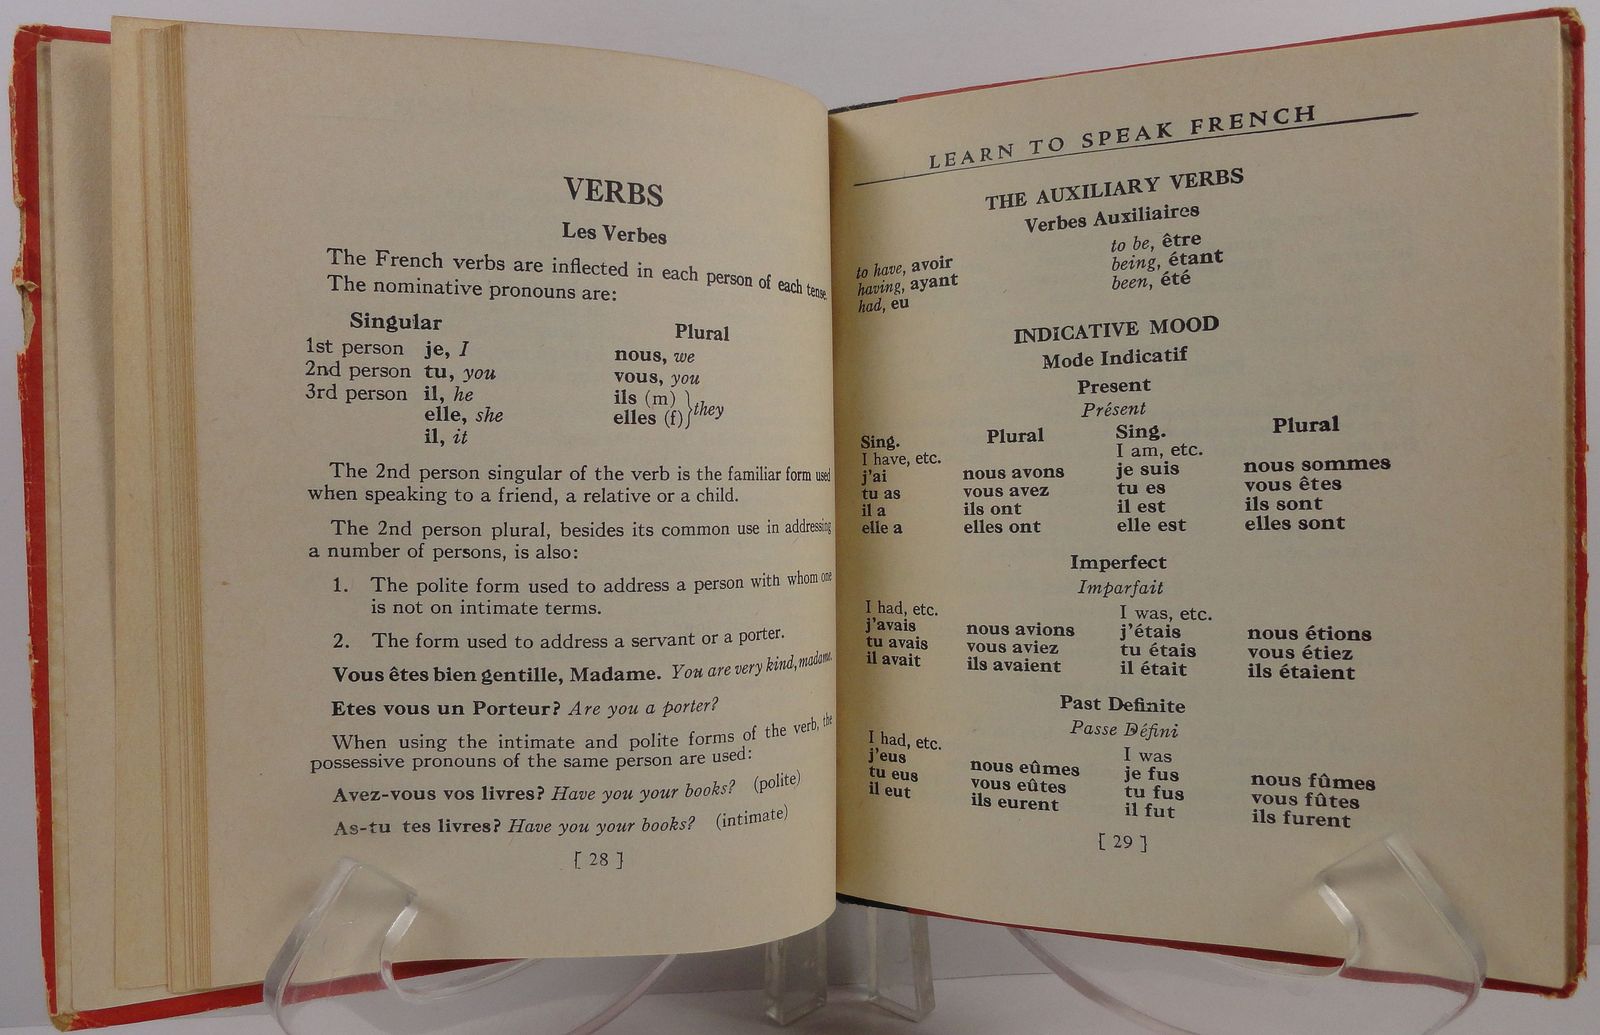 VERBS
Les Verbes
The French verbs are inflected in each person of each tense.
The nominative pronouns are:
Singular Plural
1st person je, I nous, we
2nd person tu, you vous, you
3rd person il, he ils (m) they
elle, she elles (f)
il, it
The 2nd person singular of the verb is the familiar form used
when speaking to a friend, a relative or a child.
The 2nd person plural, besides its common use in addressing
a number of persons, is also:
1. The polite form used to address a person with whom one
is not on intimate terms.
2. The form used to address a servant or a porter.
Vous êtes bien gentille, Madame. You are very kind, madame.
Etes vous un Porteur? Are you a porter?
When using the intimate and polite forms of the verb, the
possessive pronouns of the same person are used:
Avez-vous vos livres? Have you your books? (polite)
As-tu tes livres? Have you your books? (intimate)
[ 28 ]
LEARN TO SPEAK FRENCH
THE AUXILIARY VERBS
Verbes Auxiliaires
to have, avoir to be, être
having, ayant being, étant
had, eu been, été
INDICATIVE MOOD
Mode Indicatif
Present
Présent
Sing. Plural Sing. Plural
I have, etc. I am, etc.
j'ai nous avons je suis nous sommes
tu as vous avez tu es vous êtes
il a ils ont il est ils sont
elle a elles ont elle est elles sont
Imperfect
Imparfait
I had, etc. I was, etc.
j'avais nous avions j'étais nous étions
tu avais vous aviez tu étais vous étiez
il avait ils avaient il était ils étaient
Past Definite
Passe Défini
I had, etc. I was
j'eus nous eûmes je fus nous fûmes
tu eus vous eûtes tu fus vous fûtes
il eut ils eurent il fut ils furent
[ 29 ]